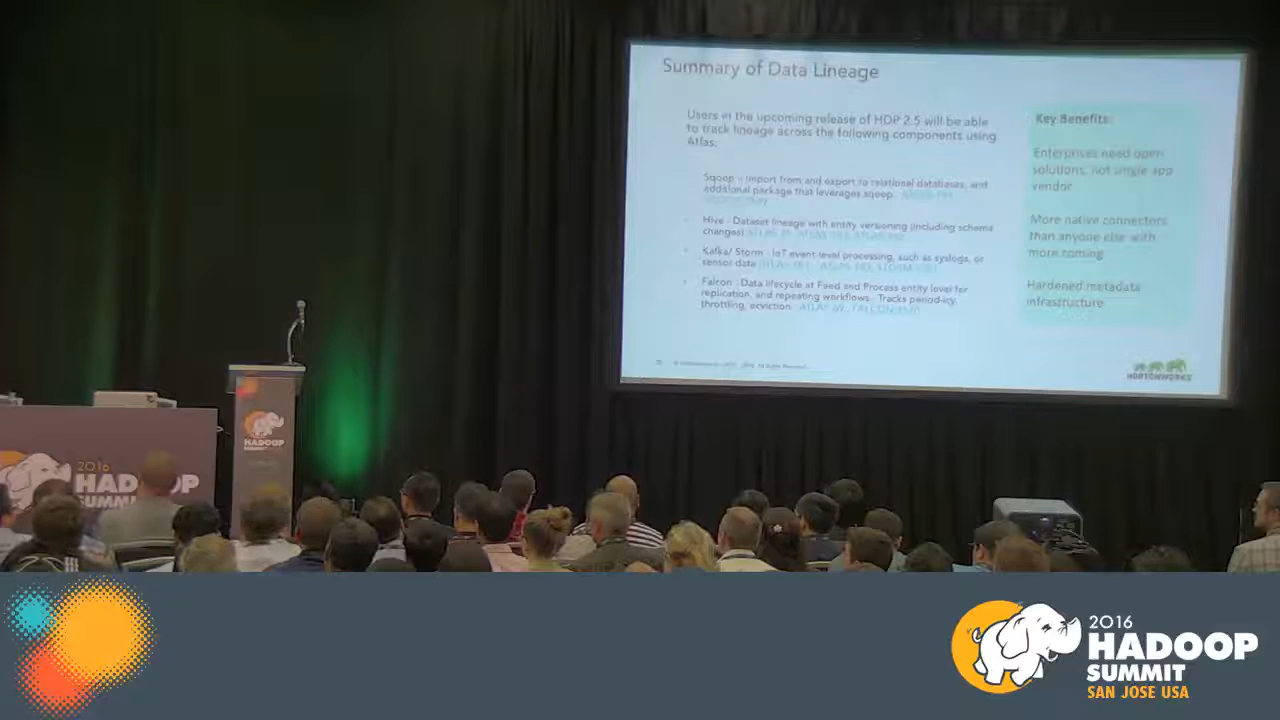 Summary of Data Lineage
Users in the upcoming release of HDP 2.5 will be able
to track lineage across the following components using
Atlas:
Sqoop – Import from and export to relational databases, and
additional package that leverages sqoop.
Hive - Dataset lineage with entity versioning (including schema
changes)
Kafka/ Storm - IoT event-level processing, such as syslogs, or
sensor data
Falcon - Data lifecycle at Feed and Process entity level for
replication, and repeating workflows. Tracks period-icy,
throttling, ecviction.
Key Benefits:
Enterprises need open
solutions, not single app
vendor
More native connectors
than anyone else with
more coming
Hardened metadata
infrastructure
HORTONWORKS
HADOOP
SUMMIT
2016
HADOOP
2016
HADOOP
SUMMIT
SAN JOSE USA